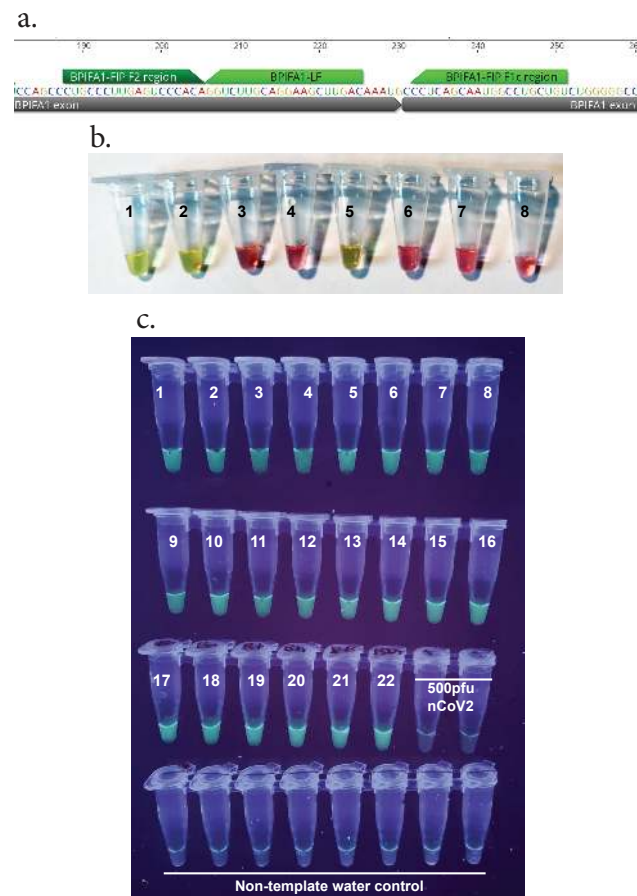 a.
190 200 210 220 230 240 250 260
BPIFA1-FIP F2 region BPIFA1-LF BPIFA1-FIP F1c region
CCAGCCCUGCCCUUGAGUCCCACAGGUCUUGCAGGAAGCUUGACAAAUGCCCUCAGCAAUGGCCUGCUGUCUGGGGGCC
BPIFA1 exon BPIFA1 exon
b.
1 2 3 4 5 6 7 8
c.
1 2 3 4 5 6 7 8
9 10 11 12 13 14 15 16
17 18 19 20 21 22
500pfu
nCoV2
Non-template water control